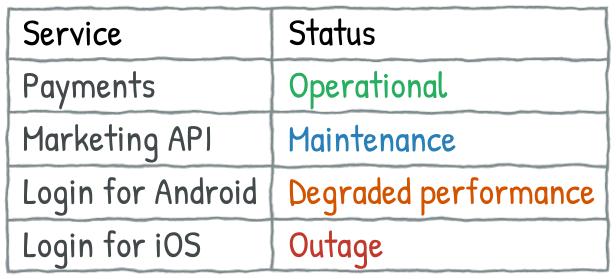 Service Status
Payments Operational
Marketing API Maintenance
Login for Android Degraded performance
Login for iOS Outage